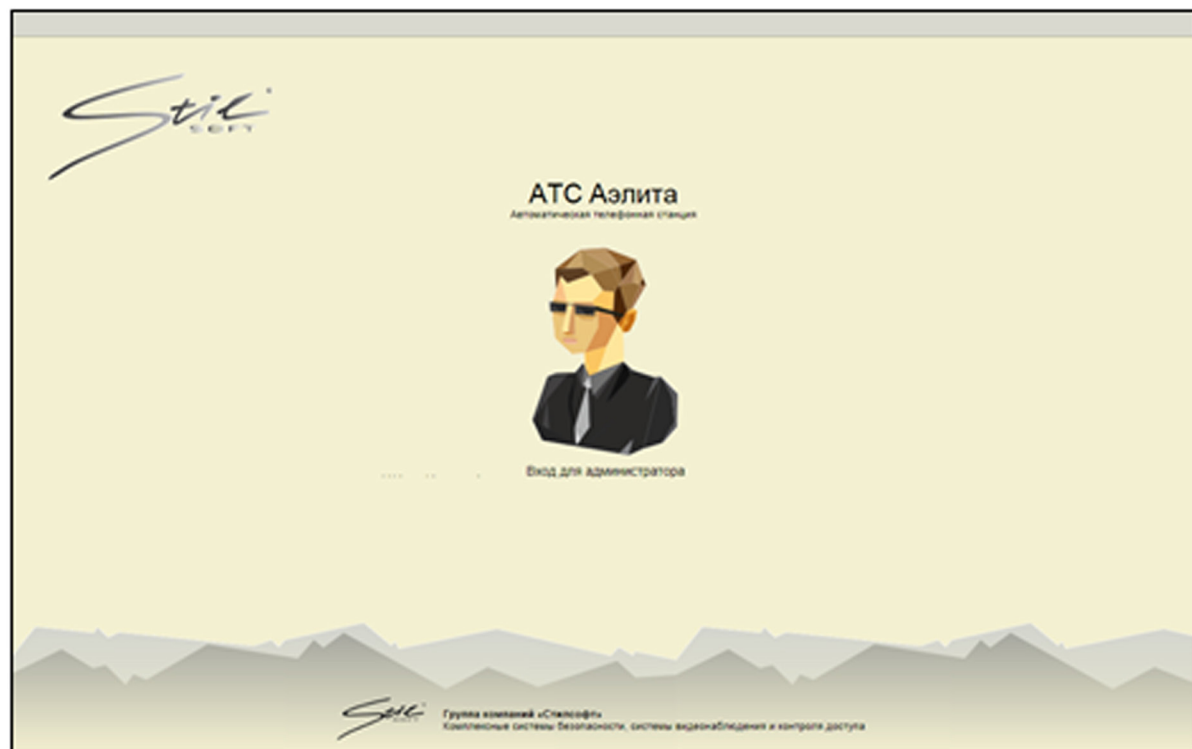 Stil
SOFT
АТС Аэлита
Автоматическая телефонная станция
Вход для администратора
Stil
SOFT
Группа компаний «Стилсофт»
Комплексные системы безопасности, системы видеонаблюдения и контроля доступа